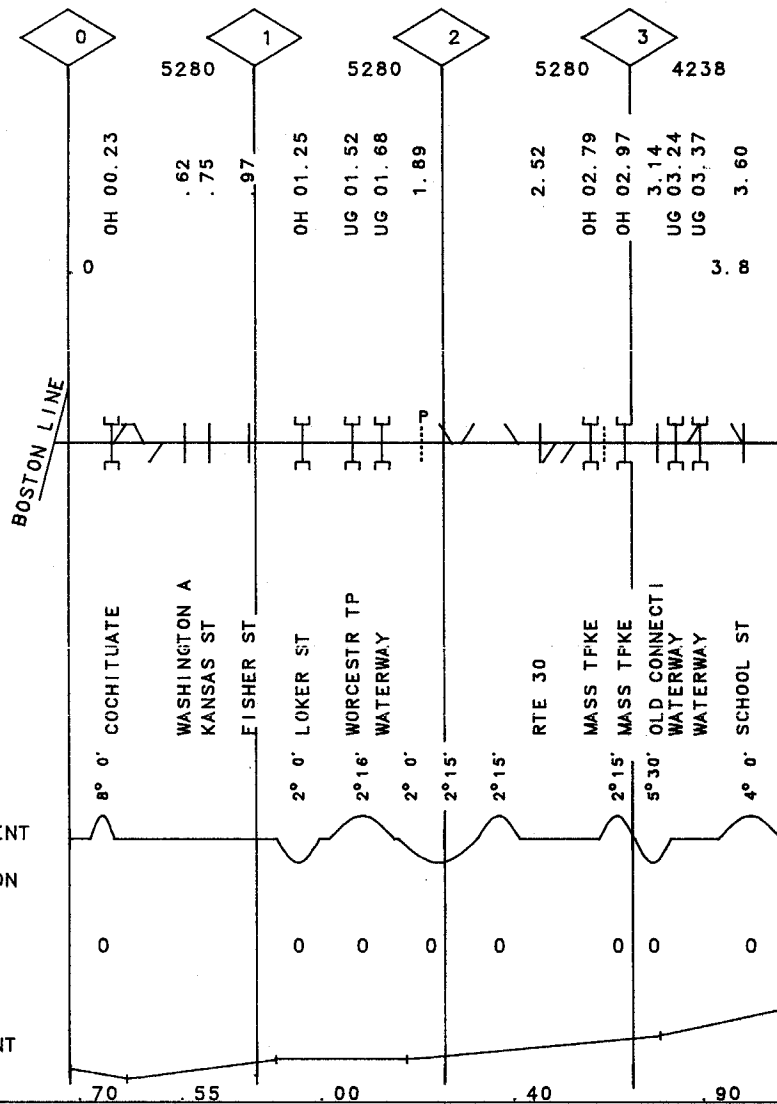 0 1 2 3
5280 5280 5280 4238
OH 00.23
.62
.75
.97
OH 01.25
UG 01.52
UG 01.68
1.89
2.52
OH 02.79
OH 02.97
3.14
UG 03.24
UG 03.37
3.60
0
3.8
BOSTON LINE
P
COCHITUATE
WASHINGTON A
KANSAS ST
FISHER ST
LOKER ST
WORCESTR TP
WATERWAY
RTE 30
MASS TPKE
MASS TPKE
OLD CONNECTI
WATERWAY
WATERWAY
SCHOOL ST
8° 0'
2° 0'
2°16'
2° 0'
2°15'
2°15'
2°15'
5°30'
4° 0'
ENT
ON
0 0 0 0 0 0 0 0
NT
.70 .55 .00 .40 .90